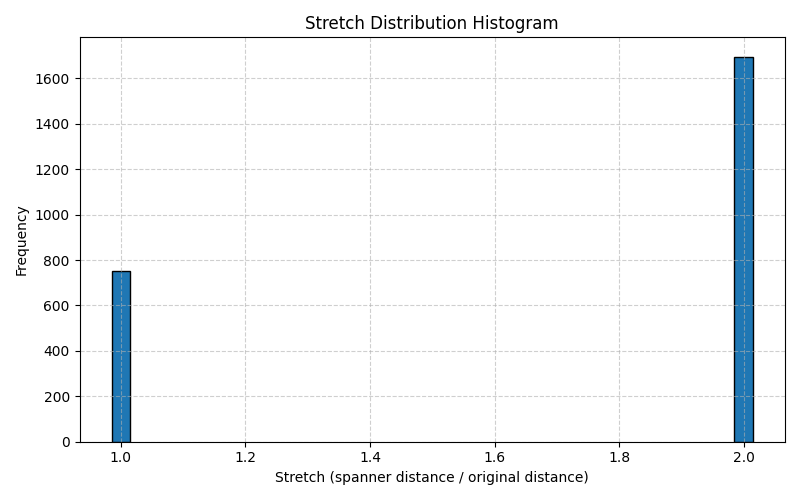 Stretch Distribution Histogram
Frequency
1600
1400
1200
1000
800
600
400
200
0
1.0 1.2 1.4 1.6 1.8 2.0
Stretch (spanner distance / original distance)